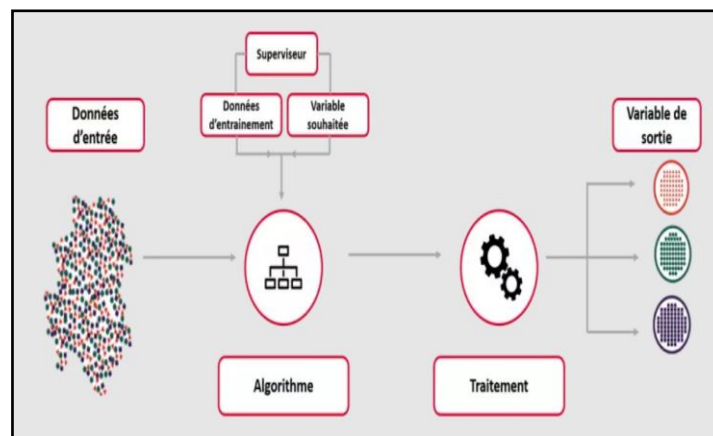 Superviseur
Données
d'entrainement
Variable
souhaitée
Données
d'entrée
Variable de
sortie
Algorithme
Traitement